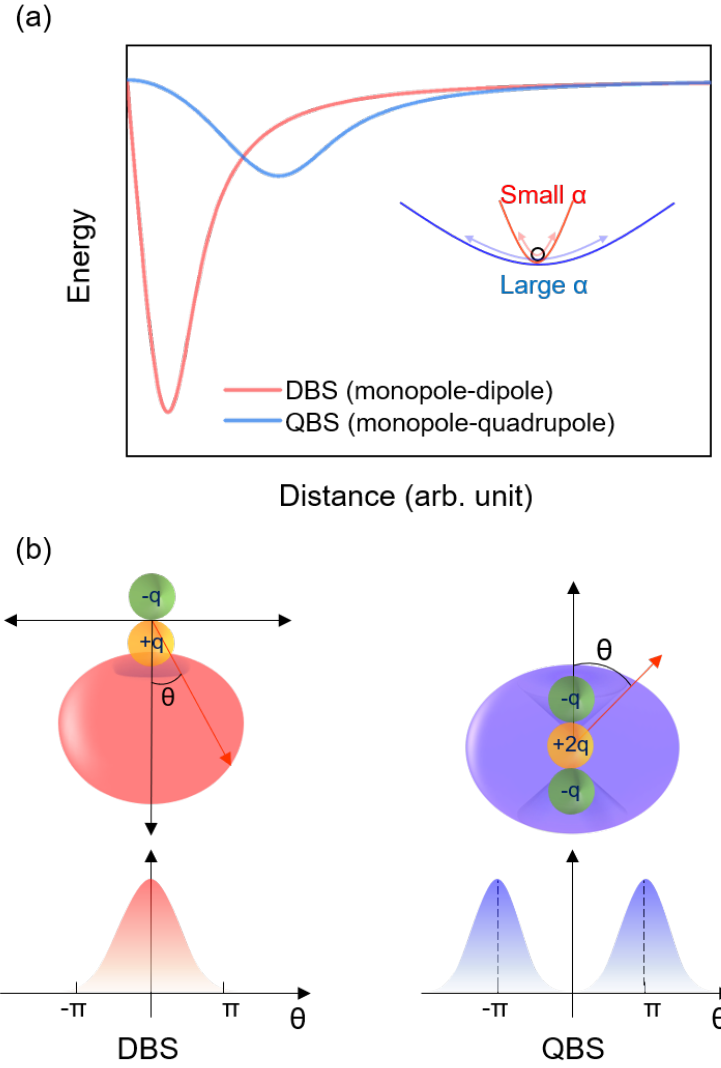 (a)
Energy
Small α
Large α
DBS (monopole-dipole)
QBS (monopole-quadrupole)
Distance (arb. unit)
(b)
-q
+q
θ
θ
-q
+2q
-q
-π
π
θ
-π
π
θ
DBS
QBS